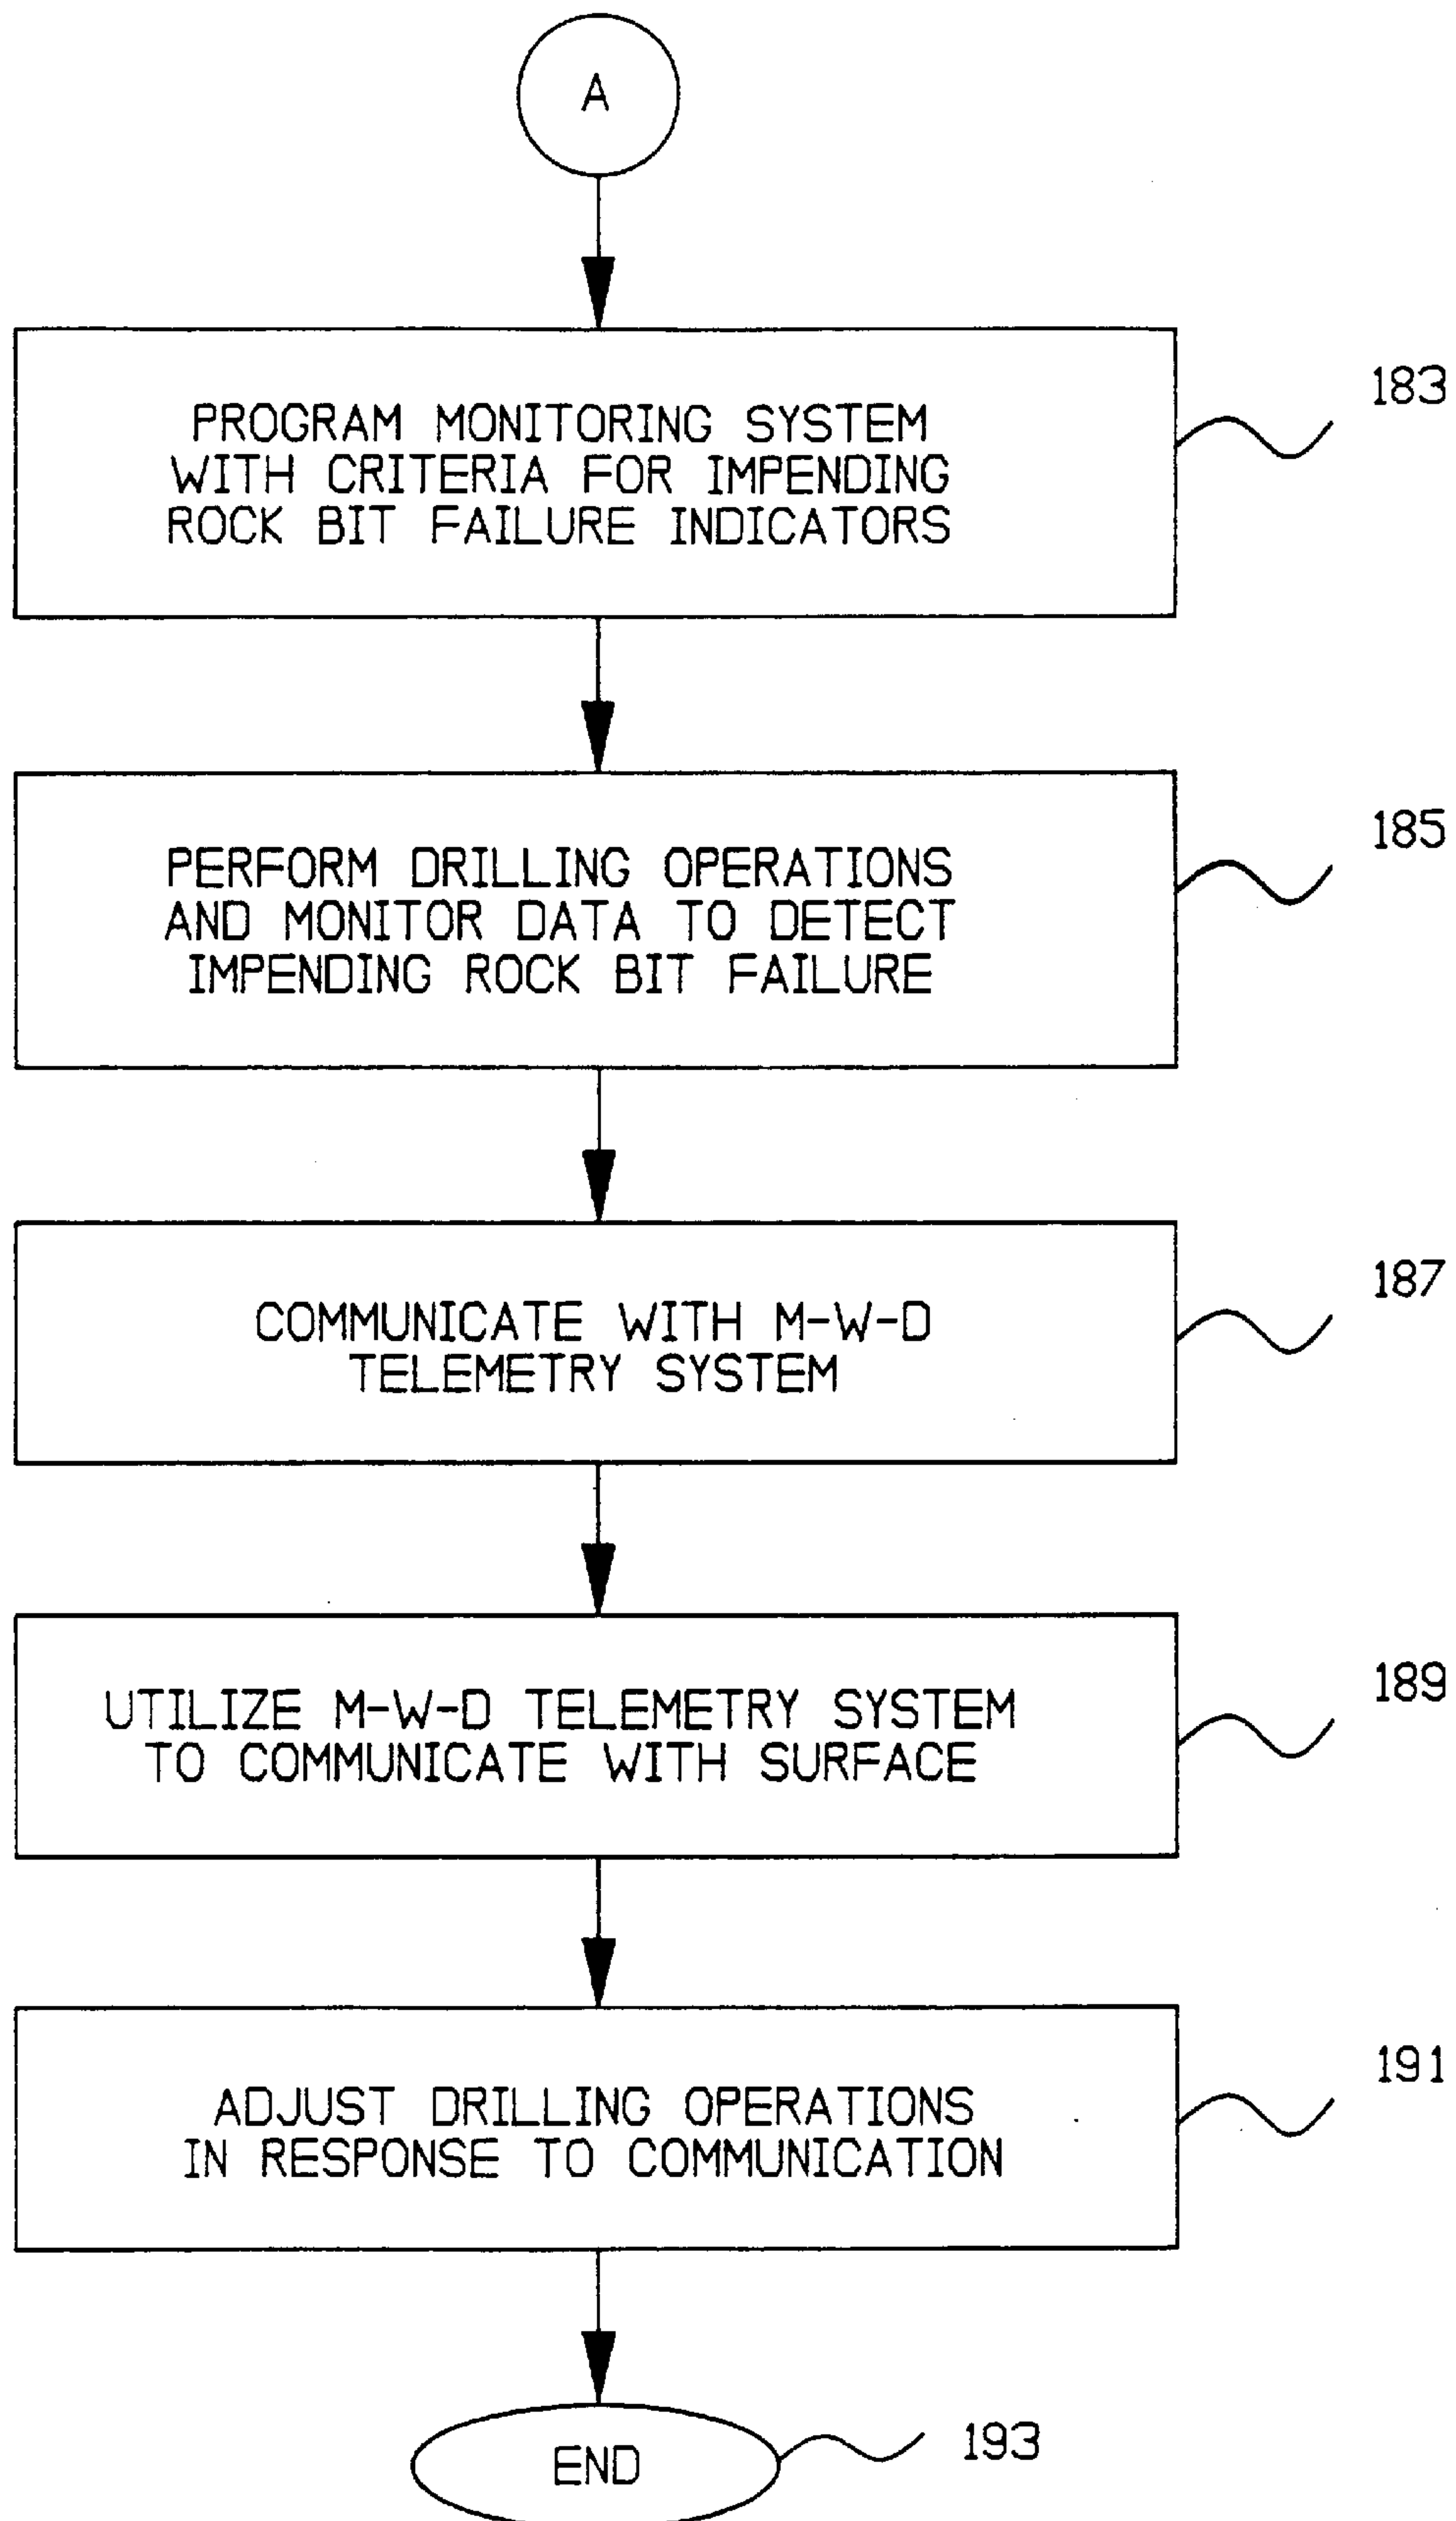 A
PROGRAM MONITORING SYSTEM
WITH CRITERIA FOR IMPENDING
ROCK BIT FAILURE INDICATORS
183
PERFORM DRILLING OPERATIONS
AND MONITOR DATA TO DETECT
IMPENDING ROCK BIT FAILURE
185
COMMUNICATE WITH M-W-D
TELEMETRY SYSTEM
187
UTILIZE M-W-D TELEMETRY SYSTEM
TO COMMUNICATE WITH SURFACE
189
ADJUST DRILLING OPERATIONS
IN RESPONSE TO COMMUNICATION
191
END
193